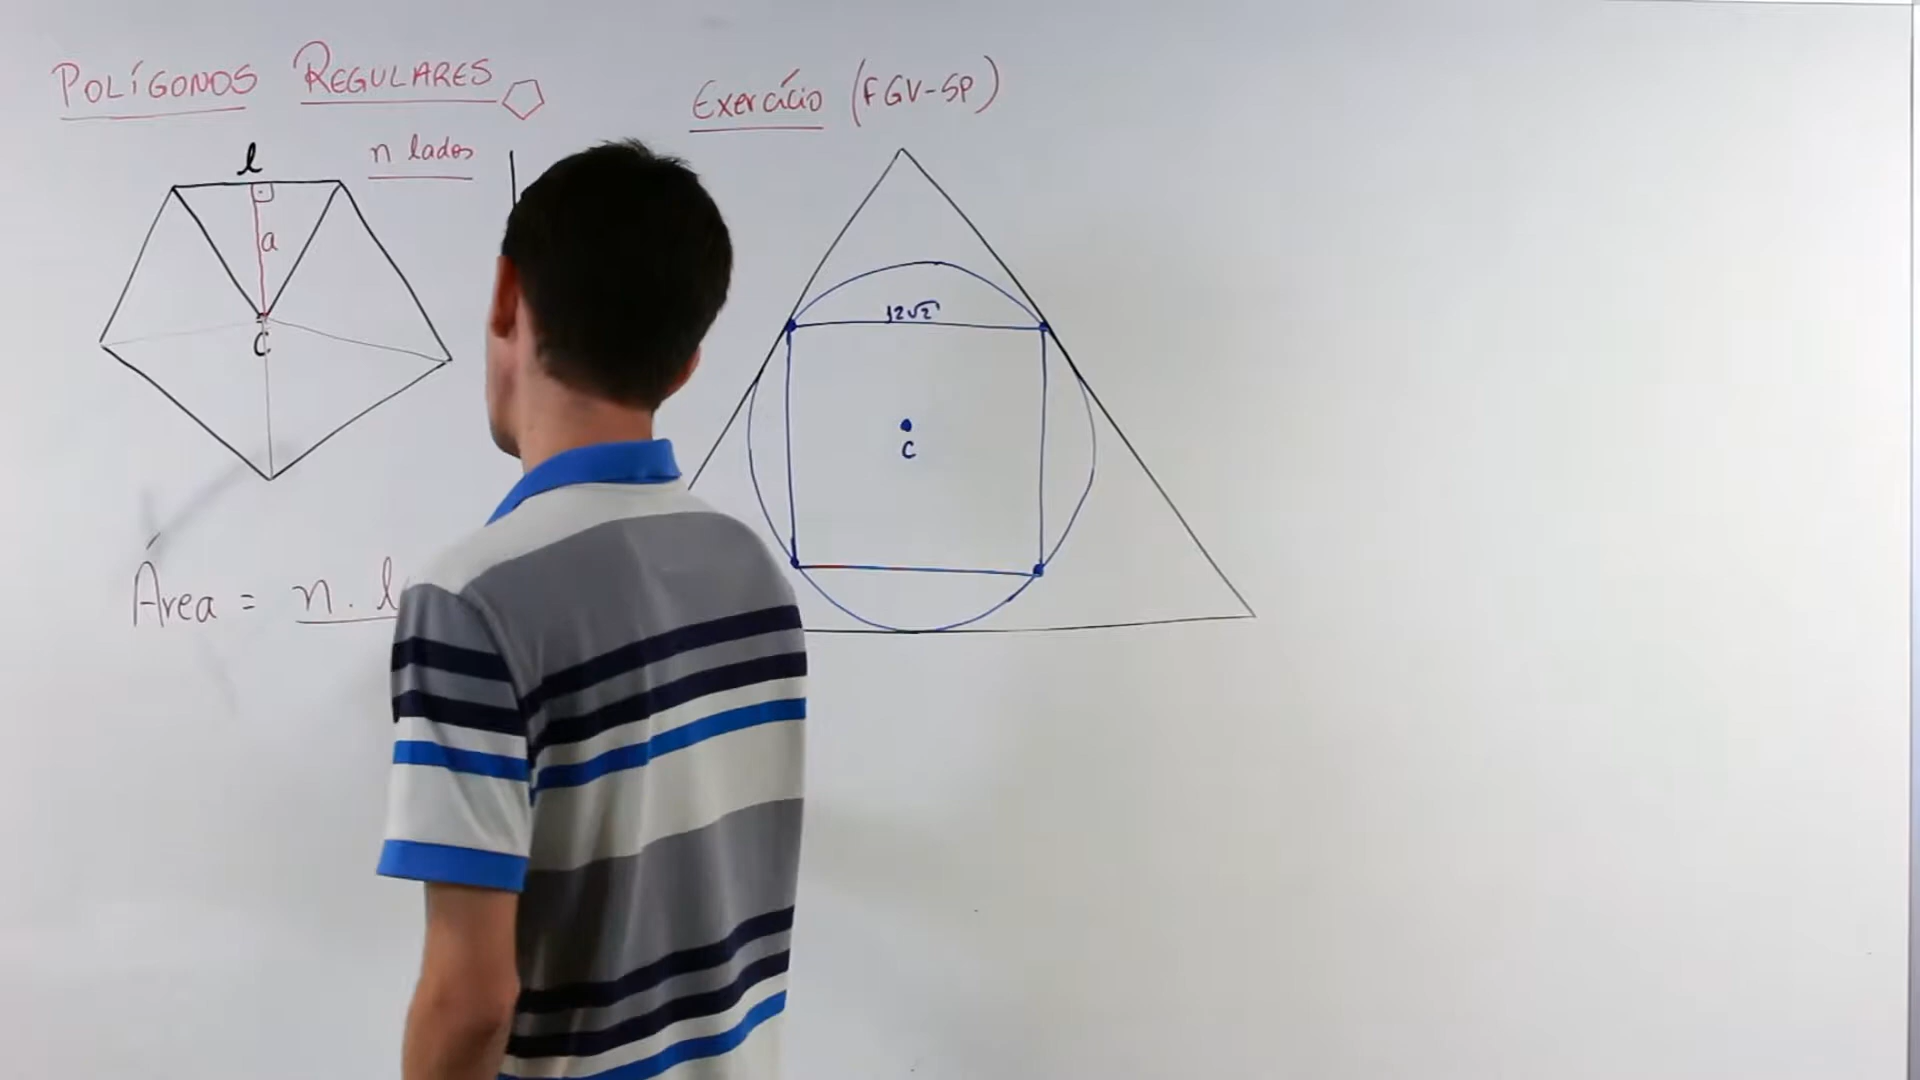 POLÍGONOS REGULARES
n lados
l
a
C
Área = n . l
Exercício (FGV-SP)
12√2
C